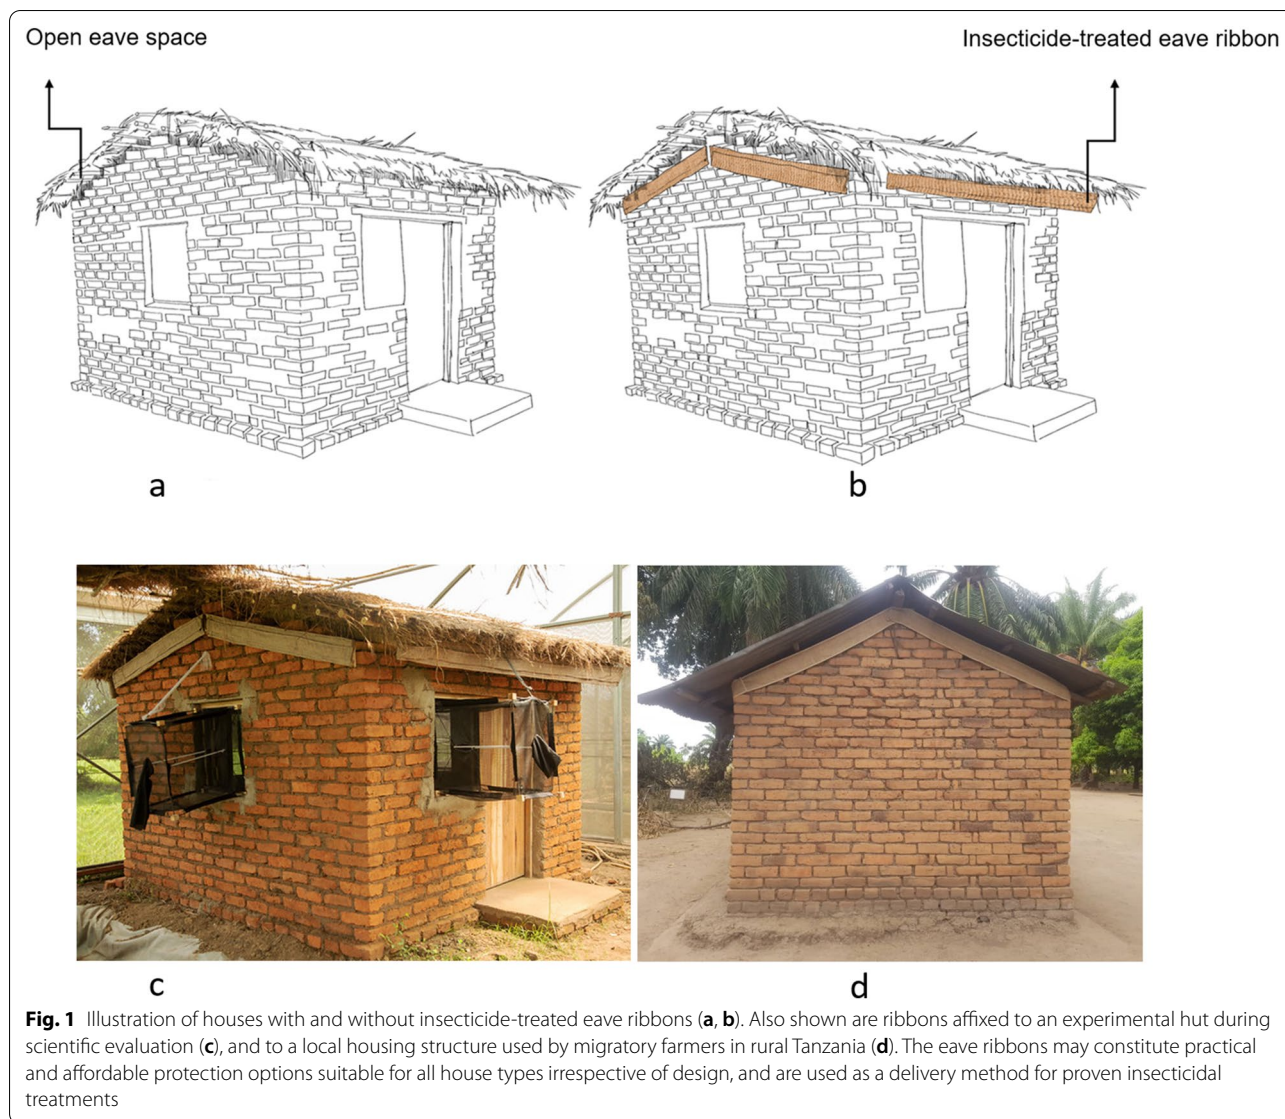 Open eave space
Insecticide-treated eave ribbon
a
b
c
d
Fig. 1 Illustration of houses with and without insecticide-treated eave ribbons (a, b). Also shown are ribbons affixed to an experimental hut during
scientific evaluation (c), and to a local housing structure used by migratory farmers in rural Tanzania (d). The eave ribbons may constitute practical
and affordable protection options suitable for all house types irrespective of design, and are used as a delivery method for proven insecticidal
treatments